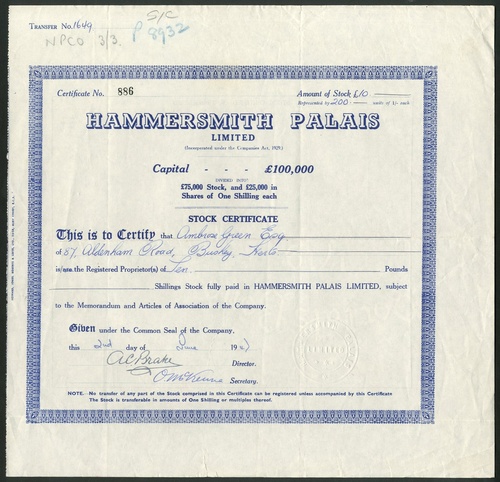 S/C
TRANSFER No. 1649
P 8932
NPCO 3/3
Certificate No. 886
Amount of Stock £10
Represented by 200 units of 1/- each
HAMMERSMITH PALAIS
LIMITED
(Incorporated under the Companies Act, 1929)
Capital - - - £100,000
DIVIDED INTO
£75,000 Stock, and £25,000 in
Shares of One Shilling each
STOCK CERTIFICATE
This is to Certify that Ambrose Green Esq
of 87, Aldenham Road, Bushey, Herts
is/are the Registered Proprietor(s) of Ten Pounds
Shillings Stock fully paid in HAMMERSMITH PALAIS LIMITED, subject
to the Memorandum and Articles of Association of the Company.
Given under the Common Seal of the Company,
this 2nd day of June 19
A C Brake
Director.
Secretary.
NOTE. No transfer of any part of the Stock comprised in this Certificate can be registered unless accompanied by this Certificate
The Stock is transferable in amounts of One Shilling or multiples thereof.